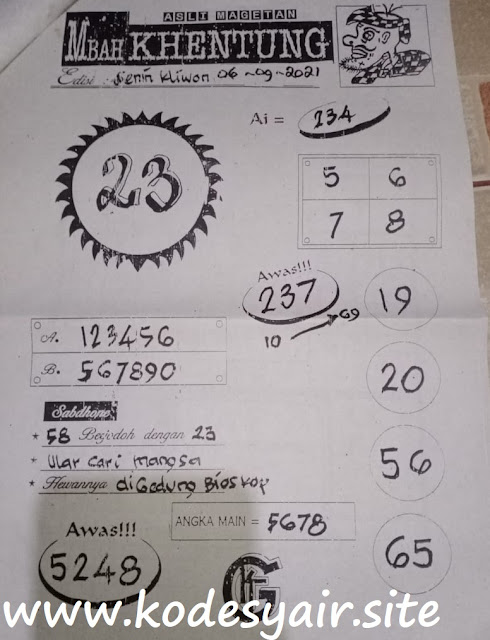 ASLI MAGETAN
MBAH KHENTUNG
Edisi : Senin Kliwon 06-09-2021
Ai = 234
23
5 6
7 8
Awas!!!
237
10
69
19
A. 123456
B. 567890
20
Sabdhone
* 58 Berjodoh dengan 23
* Ular cari mangsa
* Hewannya diGedung Bioskop
56
ANGKA MAIN = 5678
Awas!!!
5248
65
www.kodesyair.site